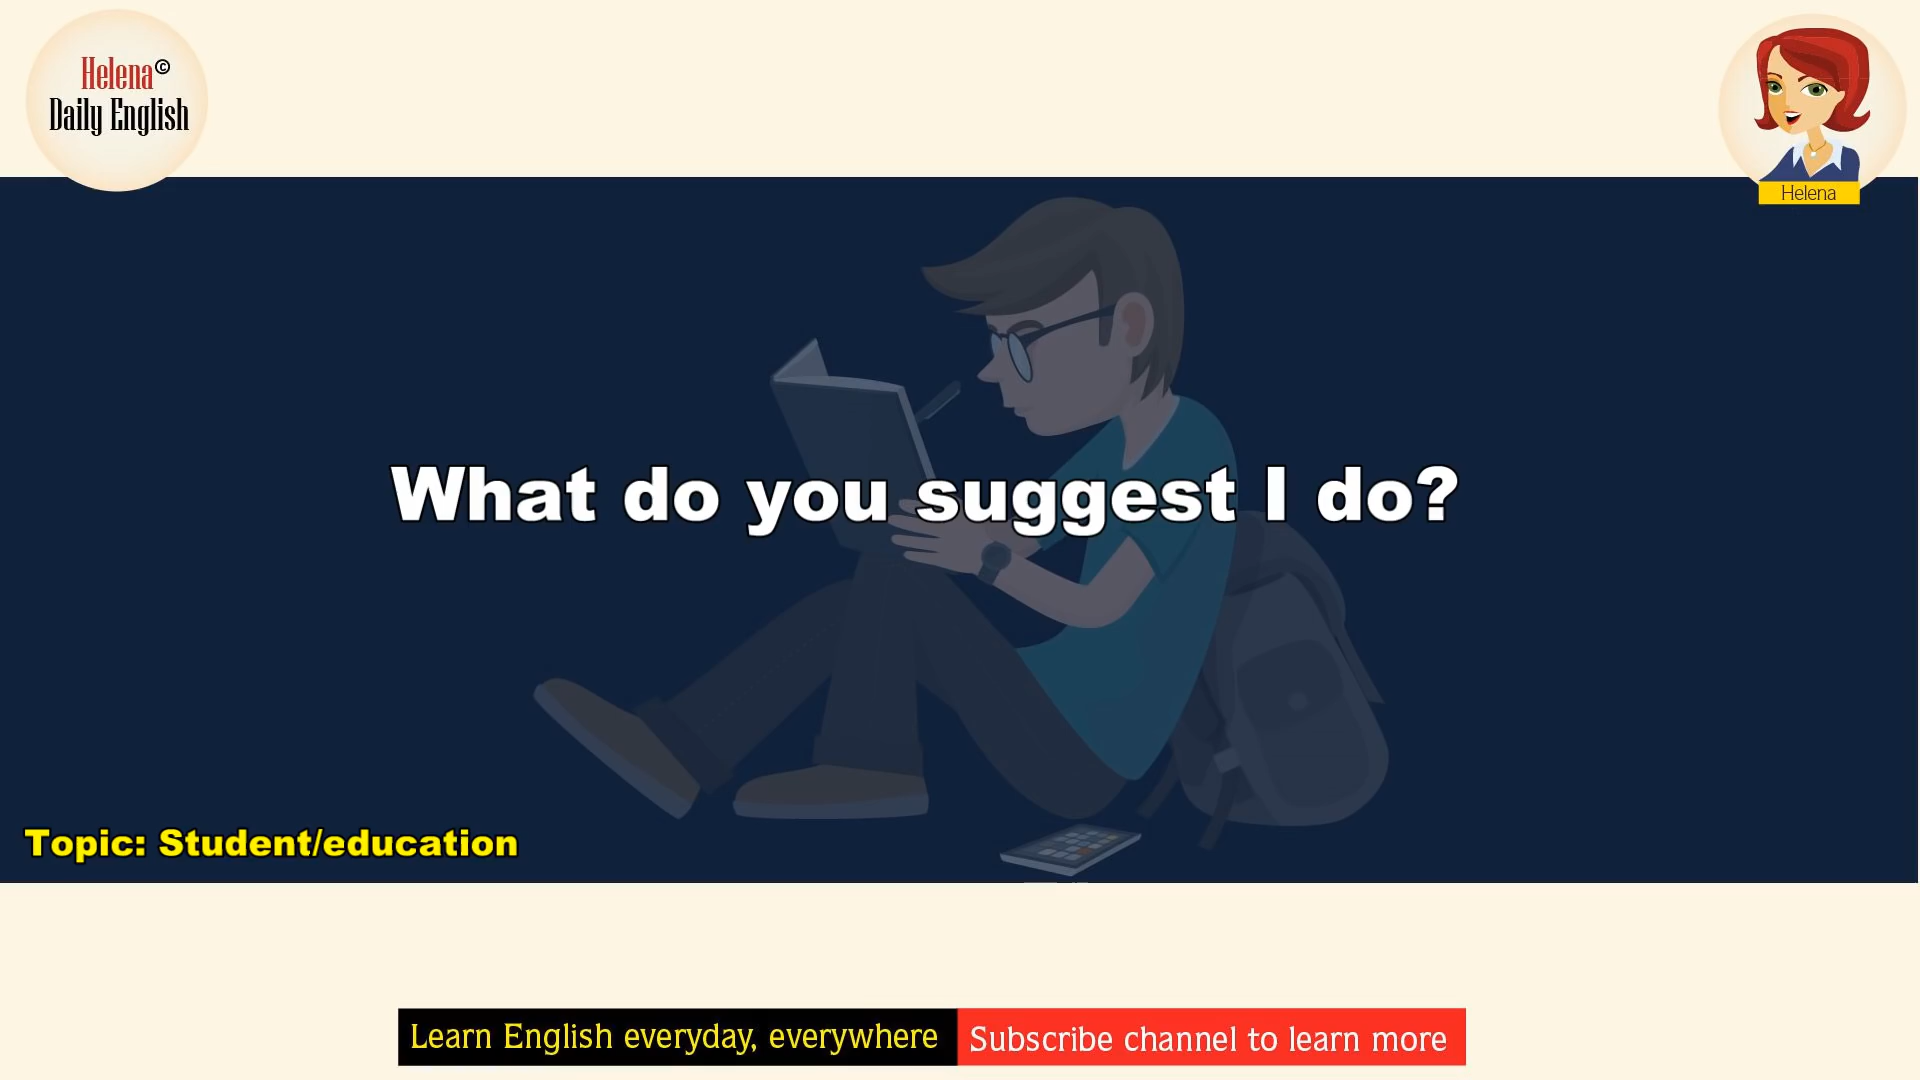 Helena©
Daily English
Helena
What do you suggest I do?
Topic: Student/education
Learn English everyday, everywhere
Subscribe channel to learn more